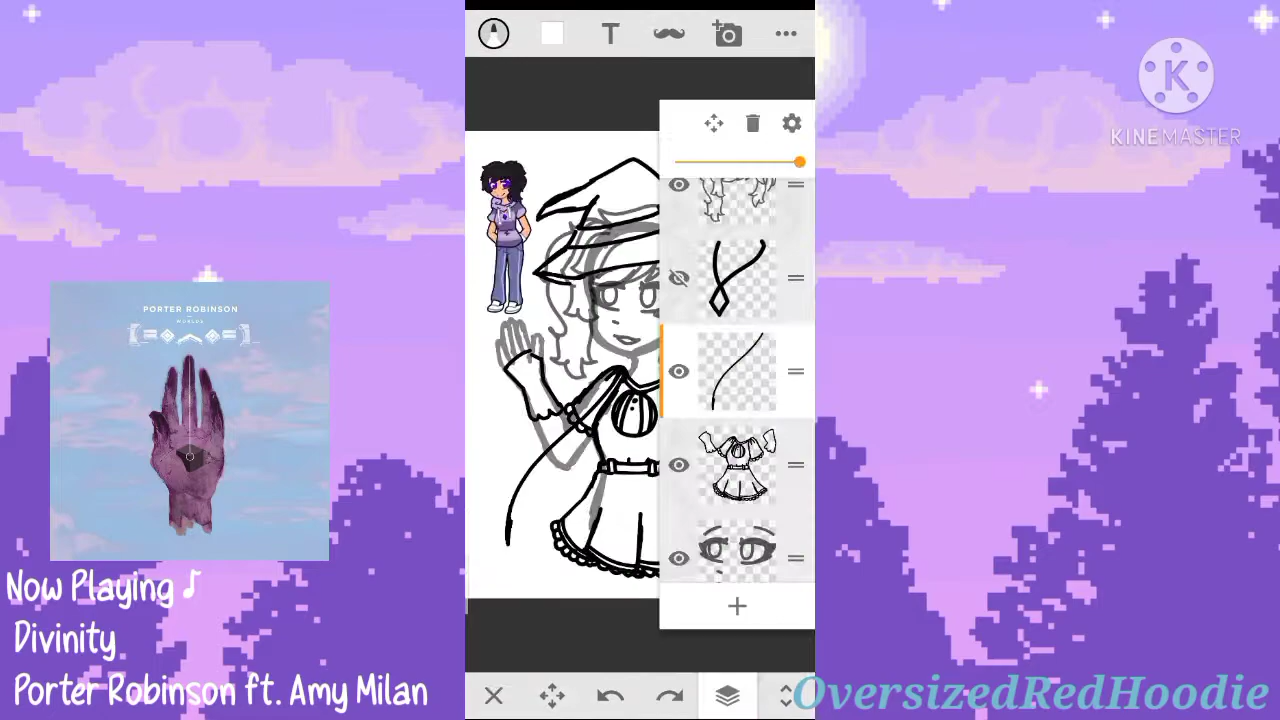 T
K
KINEMASTER
PORTER ROBINSON
WORLDS
Now Playing ♪
Divinity
Porter Robinson ft. Amy Milan
OversizedRedHoodie